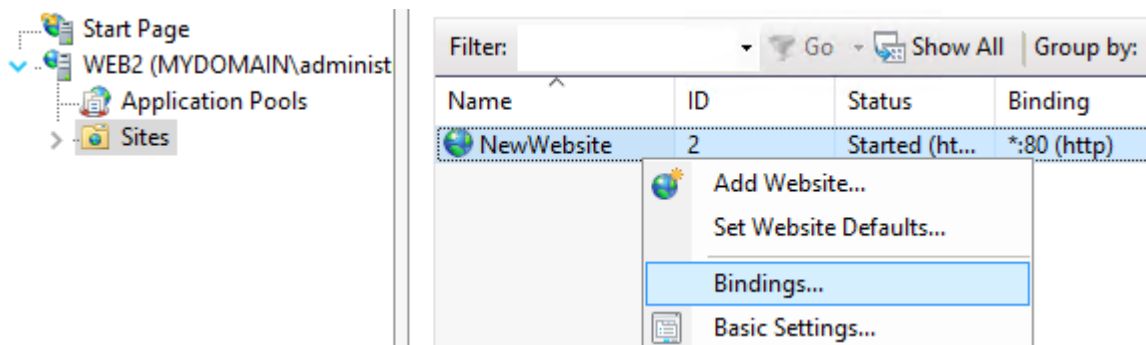 Start Page
WEB2 (MYDOMAIN\administ
Application Pools
Sites
Filter: Go Show All Group by:
Name ID Status Binding
NewWebsite 2 Started (ht... *:80 (http)
Add Website...
Set Website Defaults...
Bindings...
Basic Settings...